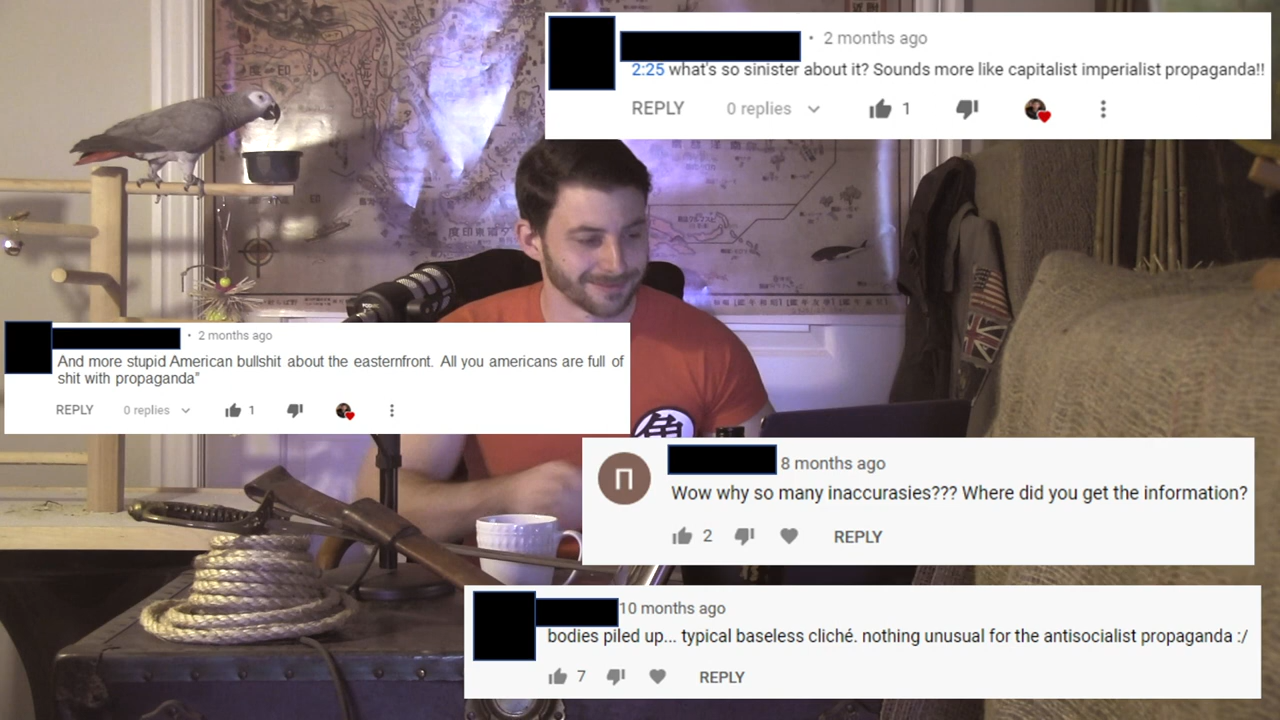 2 months ago
2:25 what's so sinister about it? Sounds more like capitalist imperialist propaganda!!
REPLY 0 replies 1
• 2 months ago
And more stupid American bullshit about the easternfront. All you americans are full of
shit with propaganda"
REPLY 0 replies 1
П
8 months ago
Wow why so many inaccurasies??? Where did you get the information?
2 REPLY
10 months ago
bodies piled up... typical baseless cliché. nothing unusual for the antisocialist propaganda :/
7 REPLY
亀